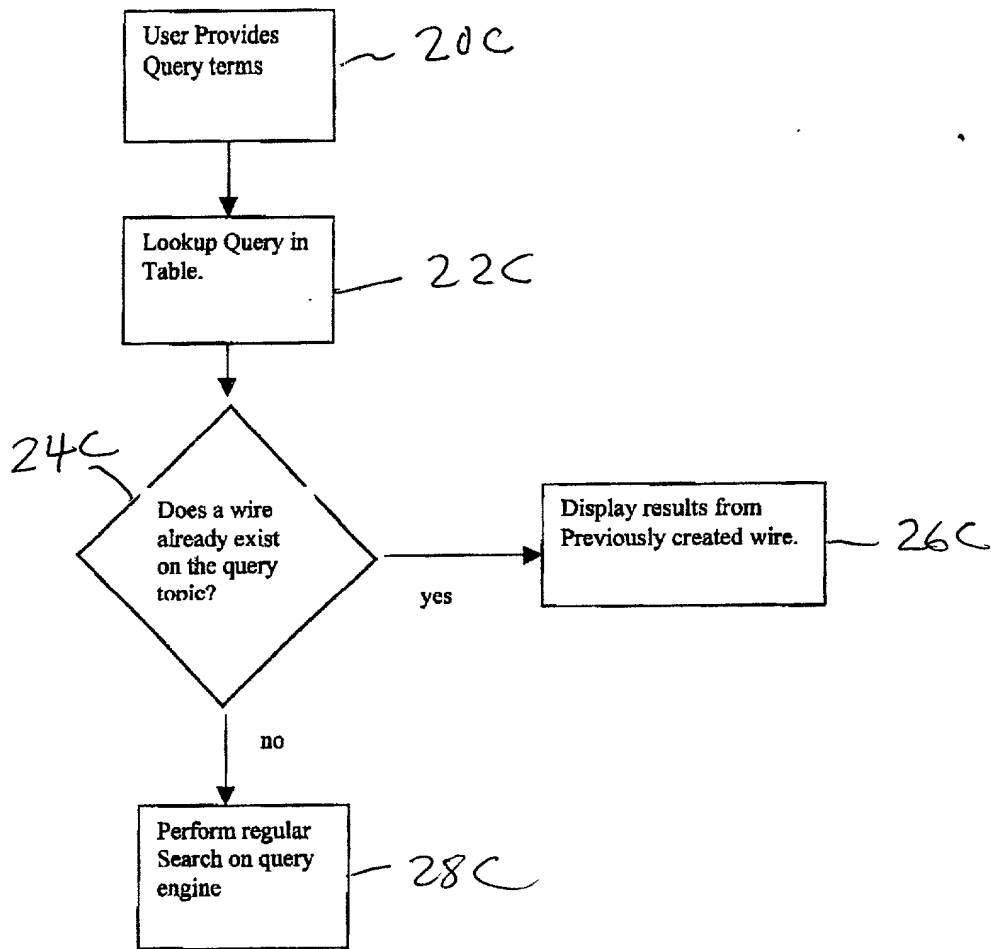 User Provides
Query terms
20C
Lookup Query in
Table.
22C
24C
Does a wire
already exist
on the query
topic?
yes
Display results from
Previously created wire.
26C
no
Perform regular
Search on query
engine
28C